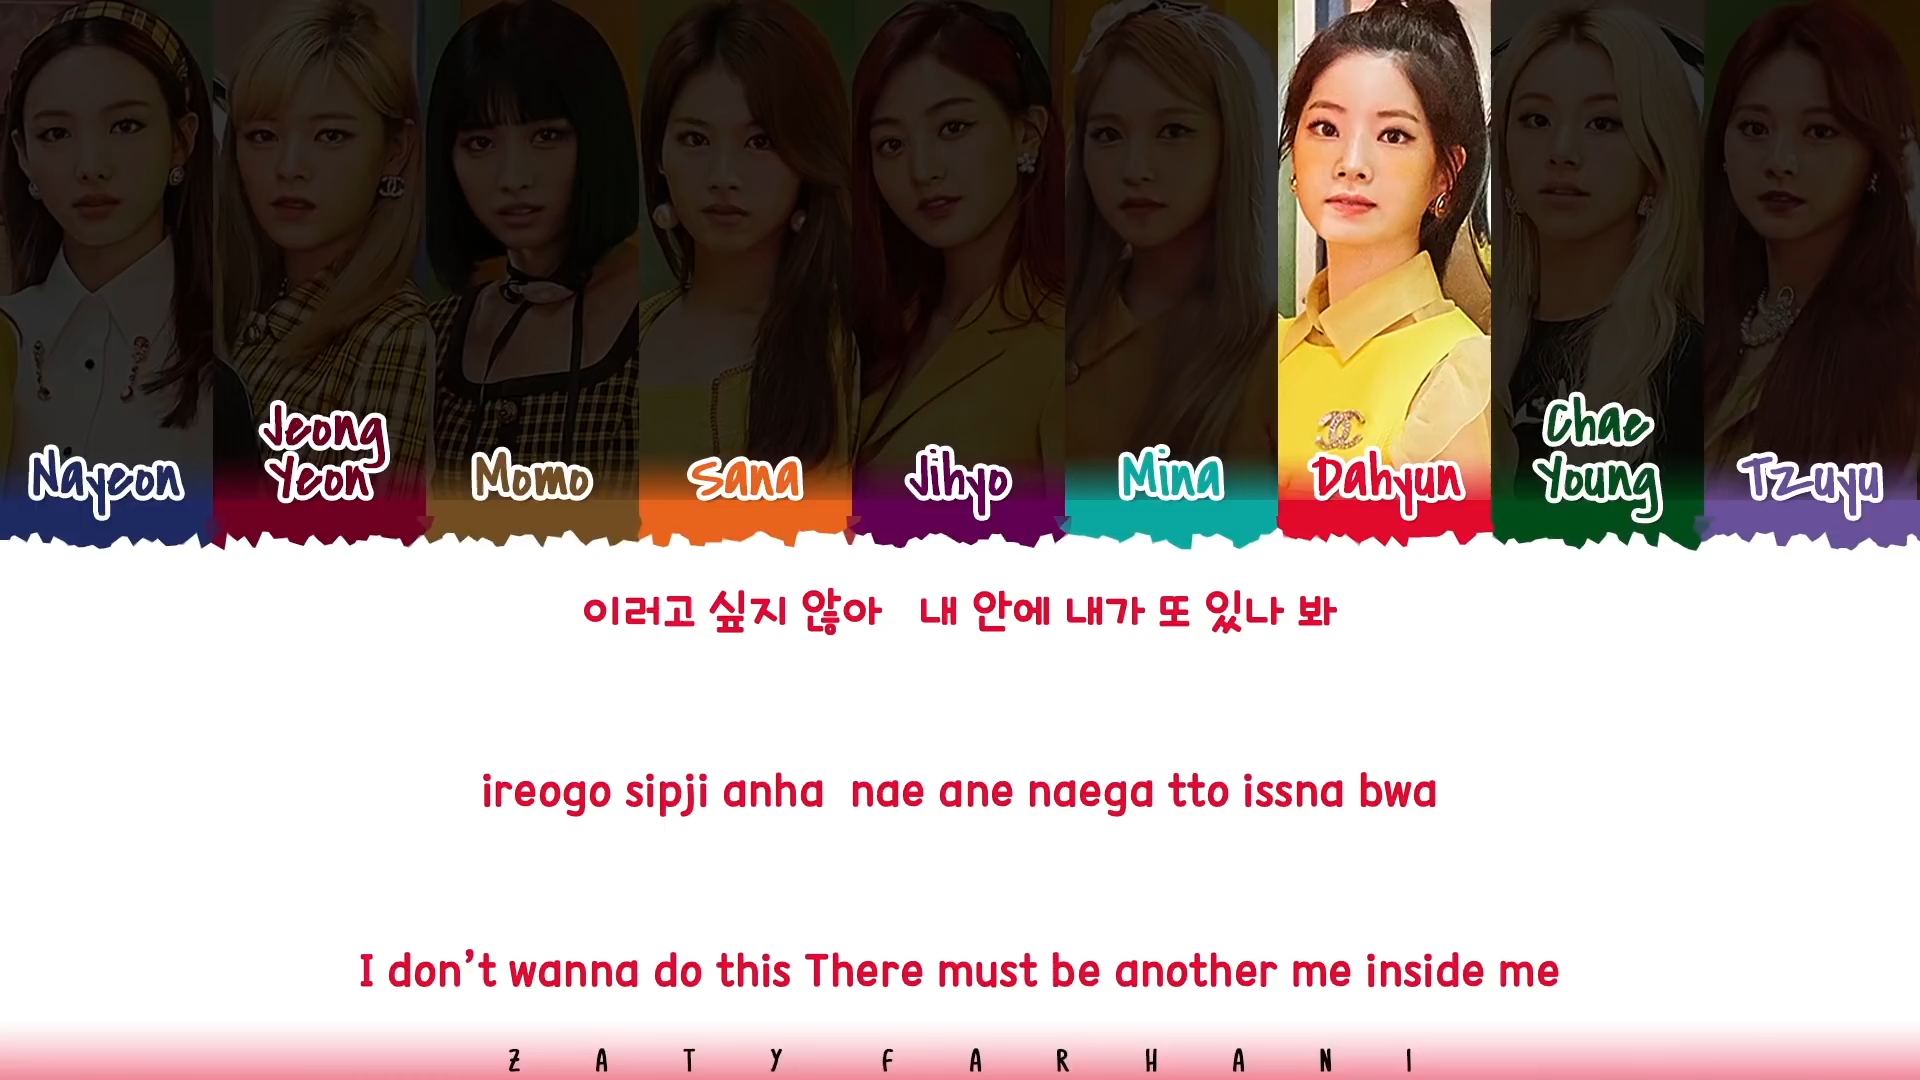 Nayeon
Jeong
Yeon
Momo
Sana
Jihyo
Mina
Dahyun
Chae
Young
Tzuyu
이러고 싶지 않아 내 안에 내가 또 있나 봐
ireogo sipji anha nae ane naega tto issna bwa
I don't wanna do this There must be another me inside me
ZATY FARHANI